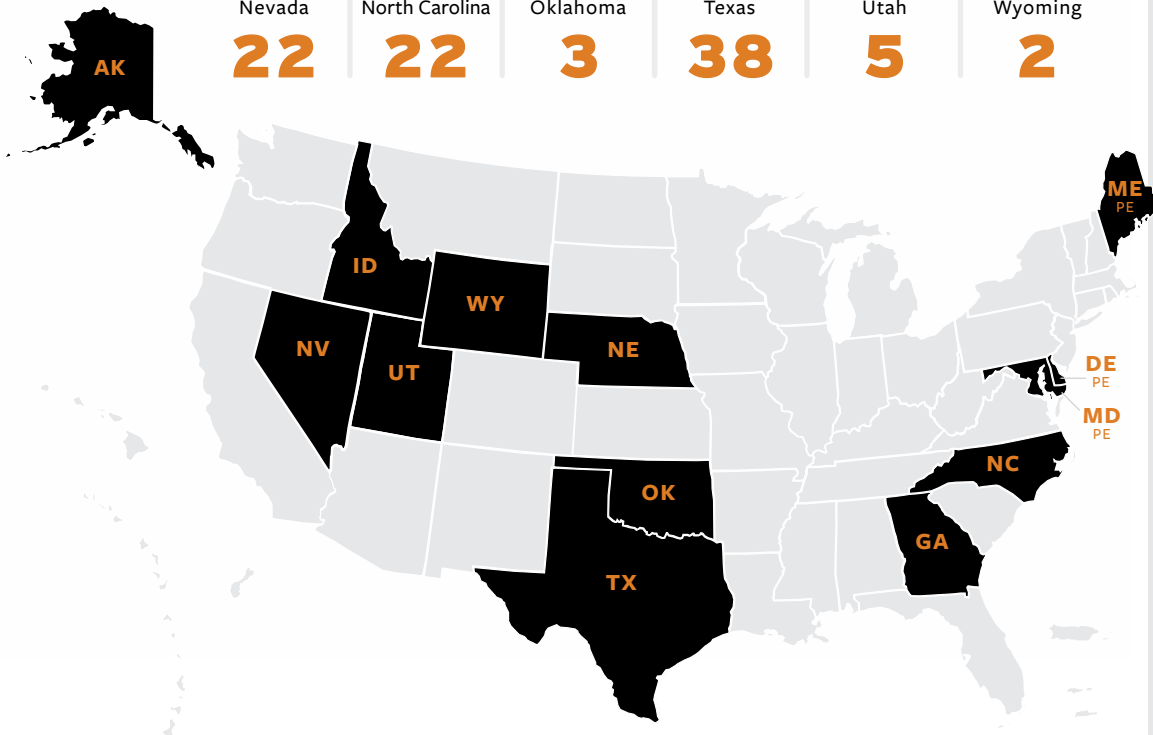 Nevada
North Carolina
Oklahoma
Texas
Utah
Wyoming
22
22
3
38
5
2
AK
ME
PE
ID
WY
NV
UT
NE
DE
PE
MD
PE
NC
OK
GA
TX